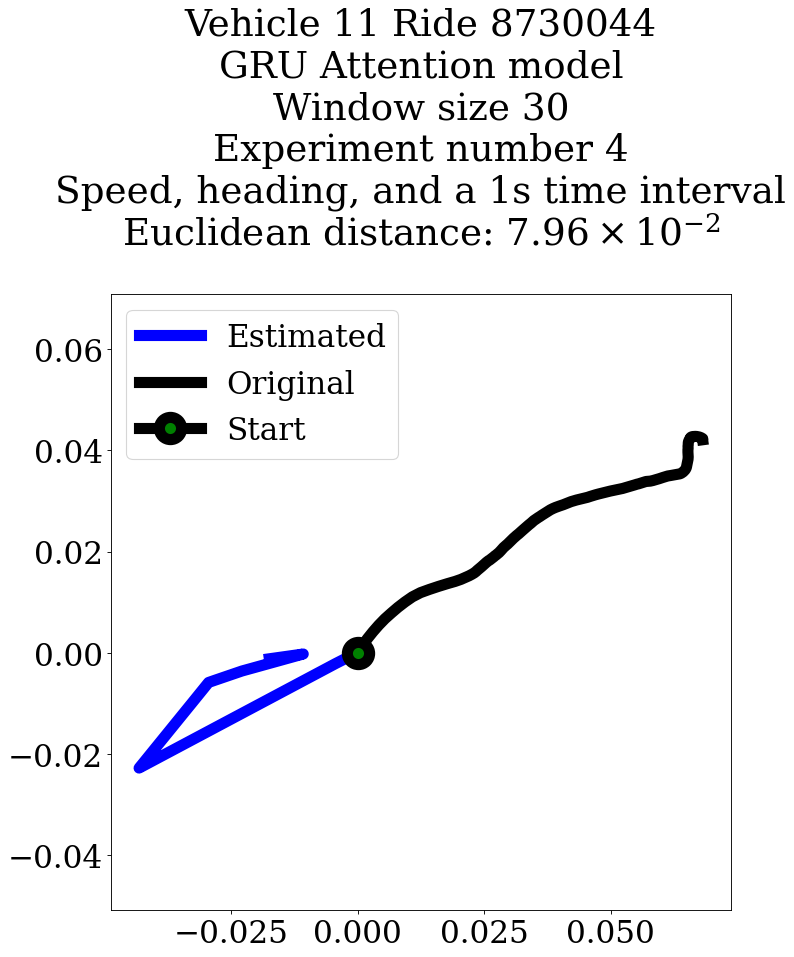 Vehicle 11 Ride 8730044
GRU Attention model
Window size 30
Experiment number 4
Speed, heading, and a 1s time interval
Euclidean distance: 7.96 × 10⁻²
Estimated
Original
Start
0.06
0.04
0.02
0.00
−0.02
−0.04
−0.025 0.000 0.025 0.050